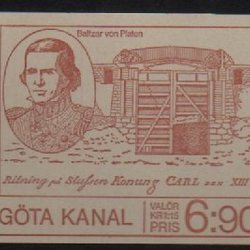 Baltzar von Platen
Ritning på Slussen Konung CARL den XIII
GÖTA KANAL
VALÖR
KR 1:15
PRIS
6:90